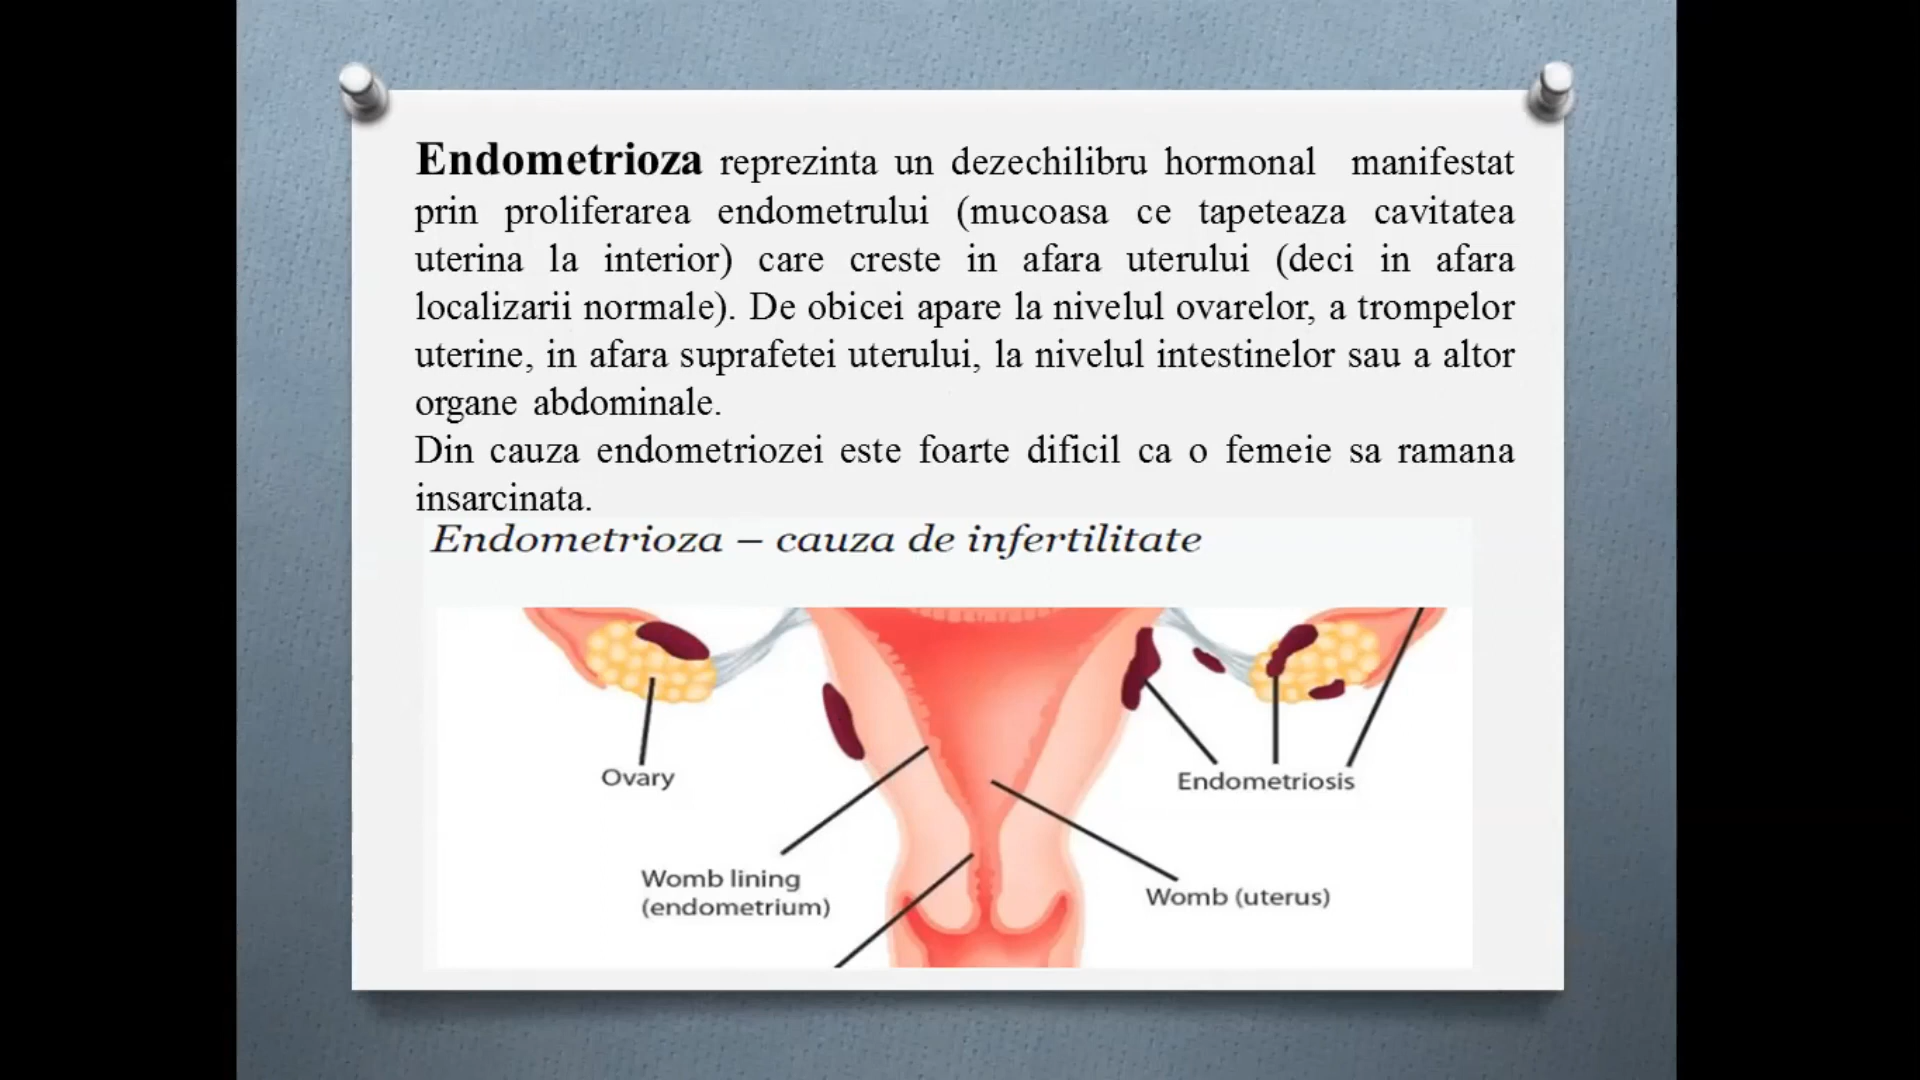 Endometrioza reprezinta un dezechilibru hormonal manifestat
prin proliferarea endometrului (mucoasa ce tapeteaza cavitatea
uterina la interior) care creste in afara uterului (deci in afara
localizarii normale). De obicei apare la nivelul ovarelor, a trompelor
uterine, in afara suprafetei uterului, la nivelul intestinelor sau a altor
organe abdominale.
Din cauza endometriozei este foarte dificil ca o femeie sa ramana
insarcinata.
Endometrioza – cauza de infertilitate
Ovary
Endometriosis
Womb lining
(endometrium)
Womb (uterus)